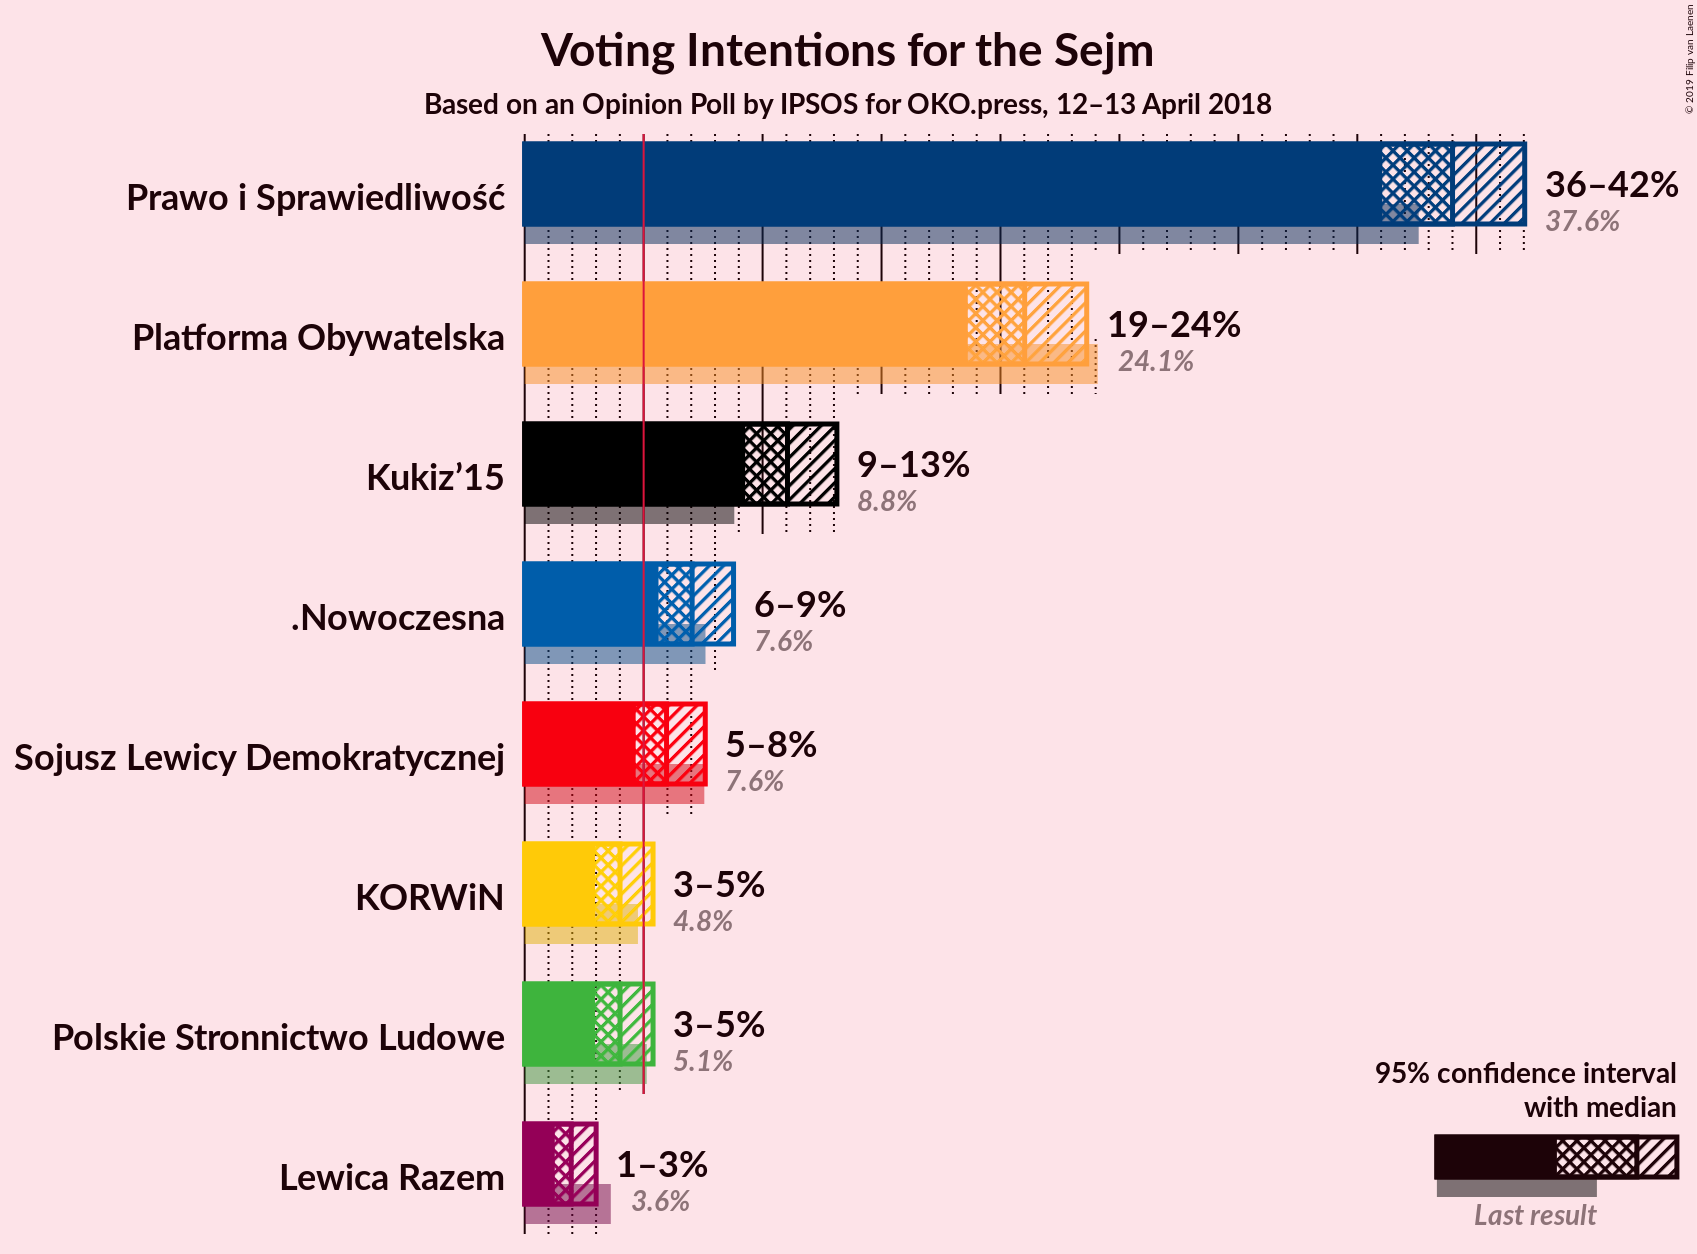 Voting Intentions for the Sejm
Based on an Opinion Poll by IPSOS for OKO.press, 12–13 April 2018
© 2019 Filip van Laenen
Prawo i Sprawiedliwość
36–42%
37.6%
Platforma Obywatelska
19–24%
24.1%
Kukiz’15
9–13%
8.8%
.Nowoczesna
6–9%
7.6%
Sojusz Lewicy Demokratycznej
5–8%
7.6%
KORWiN
3–5%
4.8%
Polskie Stronnictwo Ludowe
3–5%
5.1%
Lewica Razem
1–3%
3.6%
95% confidence interval
with median
Last result